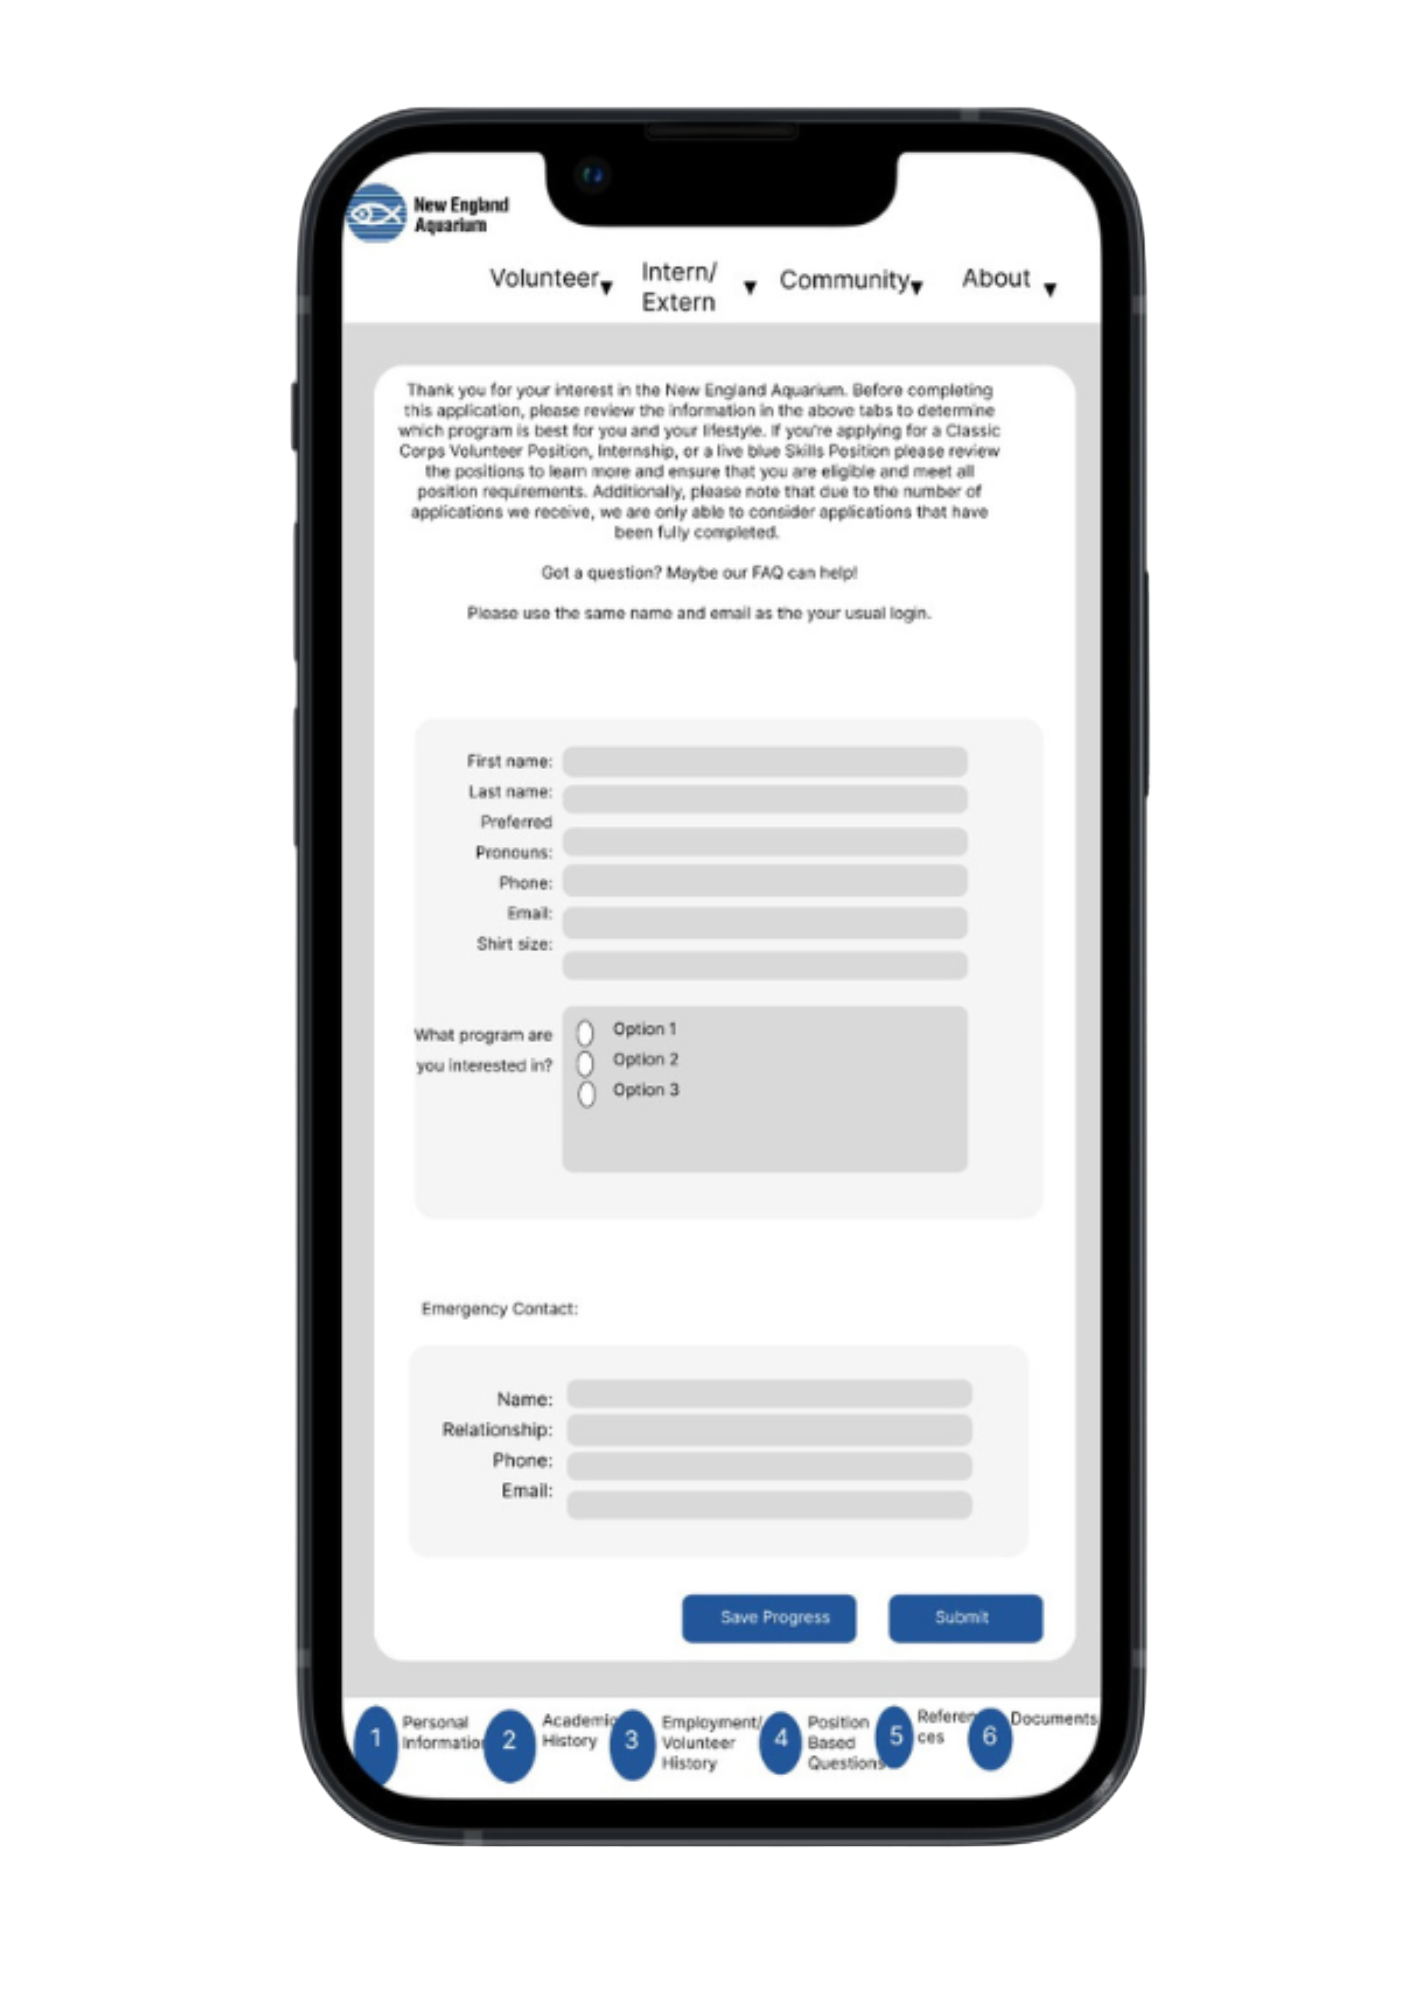 New England
Aquarium
Volunteer▼ Intern/ ▼ Community▼ About ▼
Extern
Thank you for your interest in the New England Aquarium. Before completing
this application, please review the information in the above tabs to determine
which program is best for you and your lifestyle. If you're applying for a Classic
Corps Volunteer Position, Internship, or a live blue Skills Position please review
the positions to learn more and ensure that you are eligible and meet all
position requirements. Additionally, please note that due to the number of
applications we receive, we are only able to consider applications that have
been fully completed.
Got a question? Maybe our FAQ can help!
Please use the same name and email as the your usual login.
First name:
Last name:
Preferred
Pronouns:
Phone:
Email:
Shirt size:
What program are
you interested in?
Option 1
Option 2
Option 3
Emergency Contact:
Name:
Relationship:
Phone:
Email:
Save Progress
Submit
1
Personal
Informatio
2
Academic
History
3
Employment/
Volunteer
History
4
Position
Based
Questions
5
Referen
ces
6
Documents